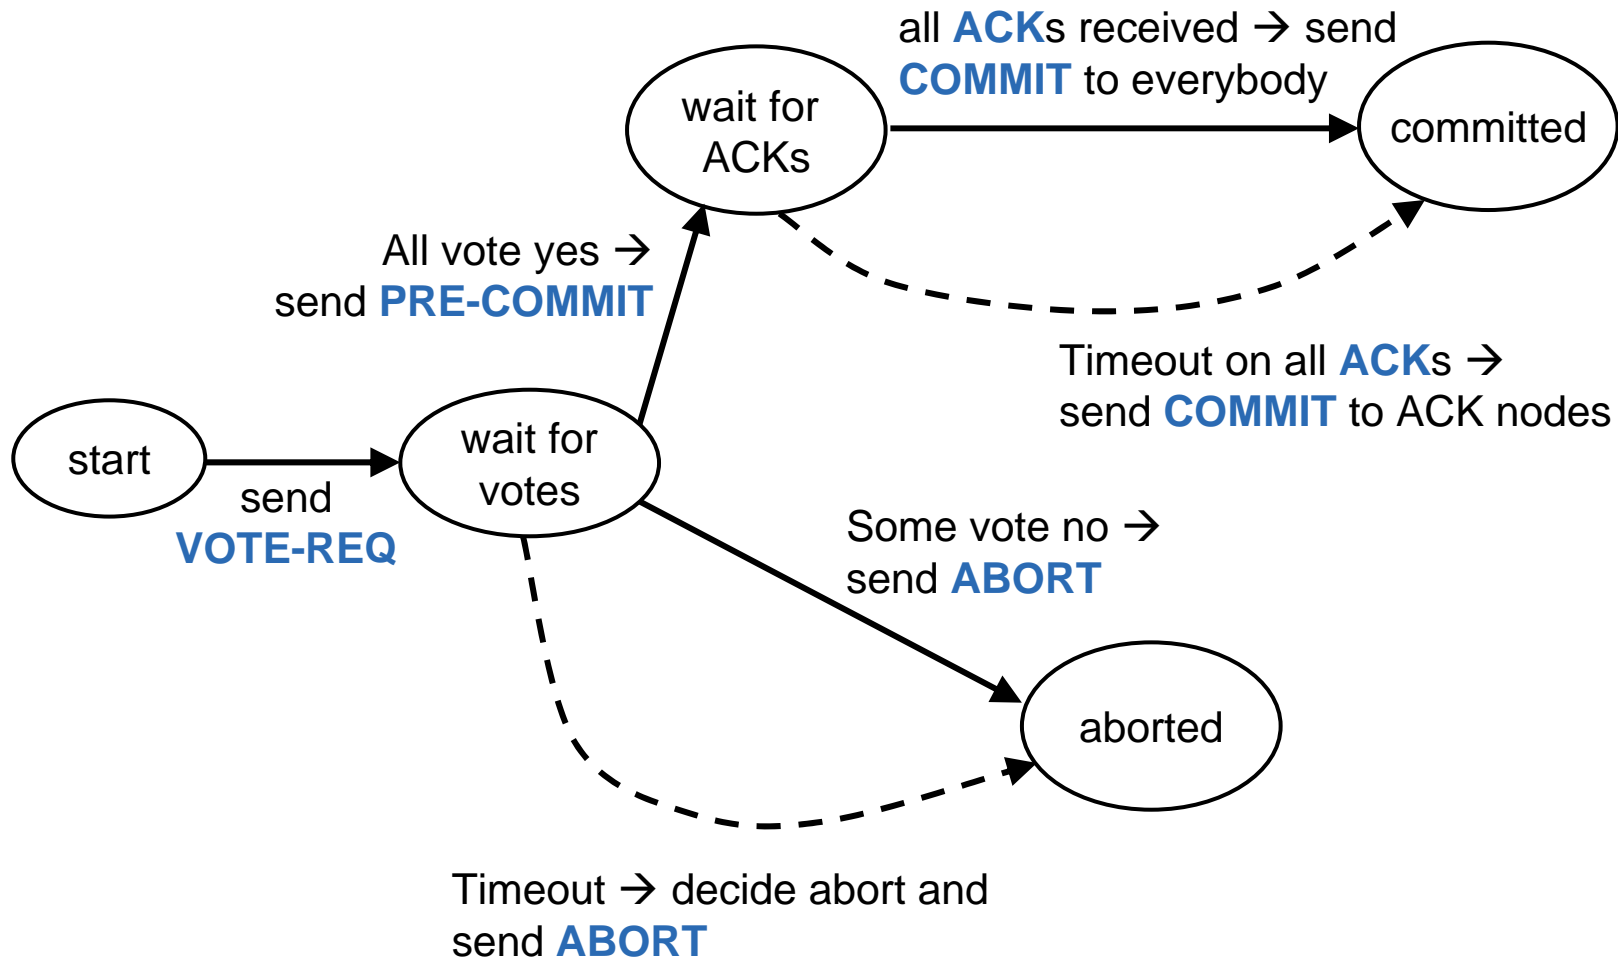 all ACKs received → send
COMMIT to everybody
wait for
ACKs
committed
All vote yes →
send PRE-COMMIT
Timeout on all ACKs →
send COMMIT to ACK nodes
start
wait for
votes
send
VOTE-REQ
Some vote no →
send ABORT
aborted
Timeout → decide abort and
send ABORT